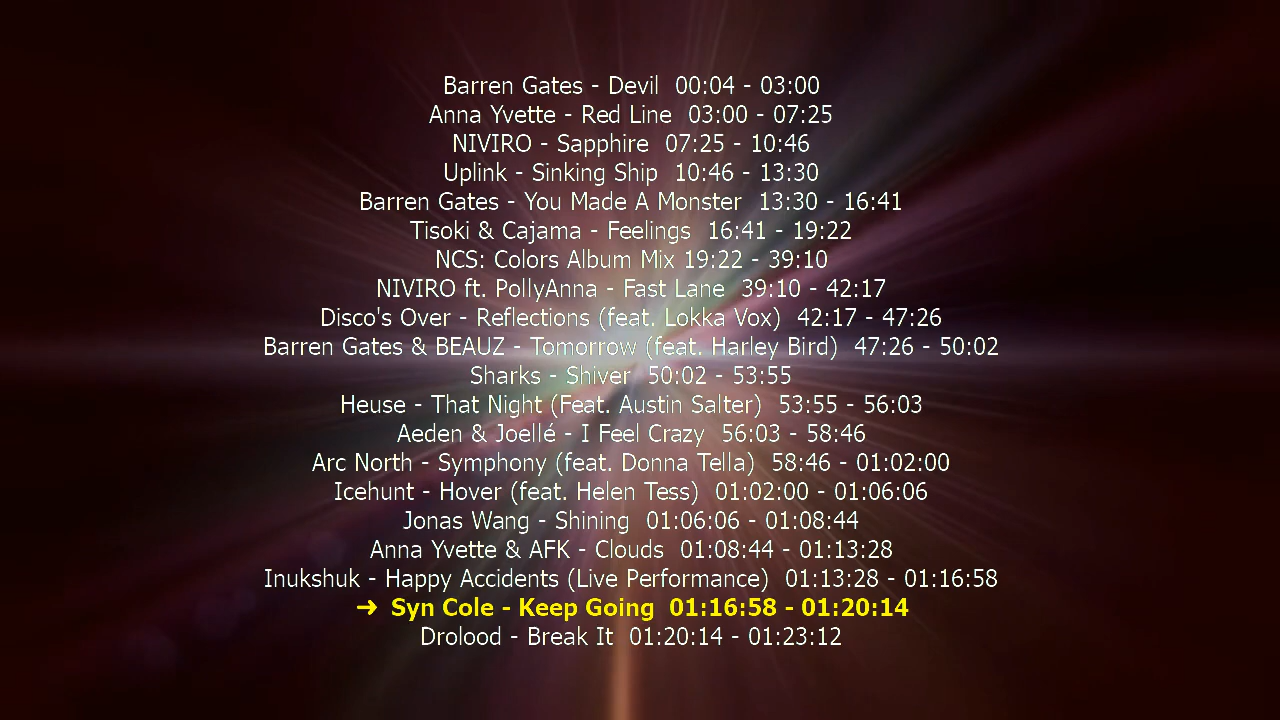 Barren Gates - Devil  00:04 - 03:00
Anna Yvette - Red Line  03:00 - 07:25
NIVIRO - Sapphire  07:25 - 10:46
Uplink - Sinking Ship  10:46 - 13:30
Barren Gates - You Made A Monster  13:30 - 16:41
Tisoki & Cajama - Feelings  16:41 - 19:22
NCS: Colors Album Mix 19:22 - 39:10
NIVIRO ft. PollyAnna - Fast Lane  39:10 - 42:17
Disco's Over - Reflections (feat. Lokka Vox)  42:17 - 47:26
Barren Gates & BEAUZ - Tomorrow (feat. Harley Bird)  47:26 - 50:02
Sharks - Shiver  50:02 - 53:55
Heuse - That Night (Feat. Austin Salter)  53:55 - 56:03
Aeden & Joellé - I Feel Crazy  56:03 - 58:46
Arc North - Symphony (feat. Donna Tella)  58:46 - 01:02:00
Icehunt - Hover (feat. Helen Tess)  01:02:00 - 01:06:06
Jonas Wang - Shining  01:06:06 - 01:08:44
Anna Yvette & AFK - Clouds  01:08:44 - 01:13:28
Inukshuk - Happy Accidents (Live Performance)  01:13:28 - 01:16:58
➜ Syn Cole - Keep Going  01:16:58 - 01:20:14
Drolood - Break It  01:20:14 - 01:23:12